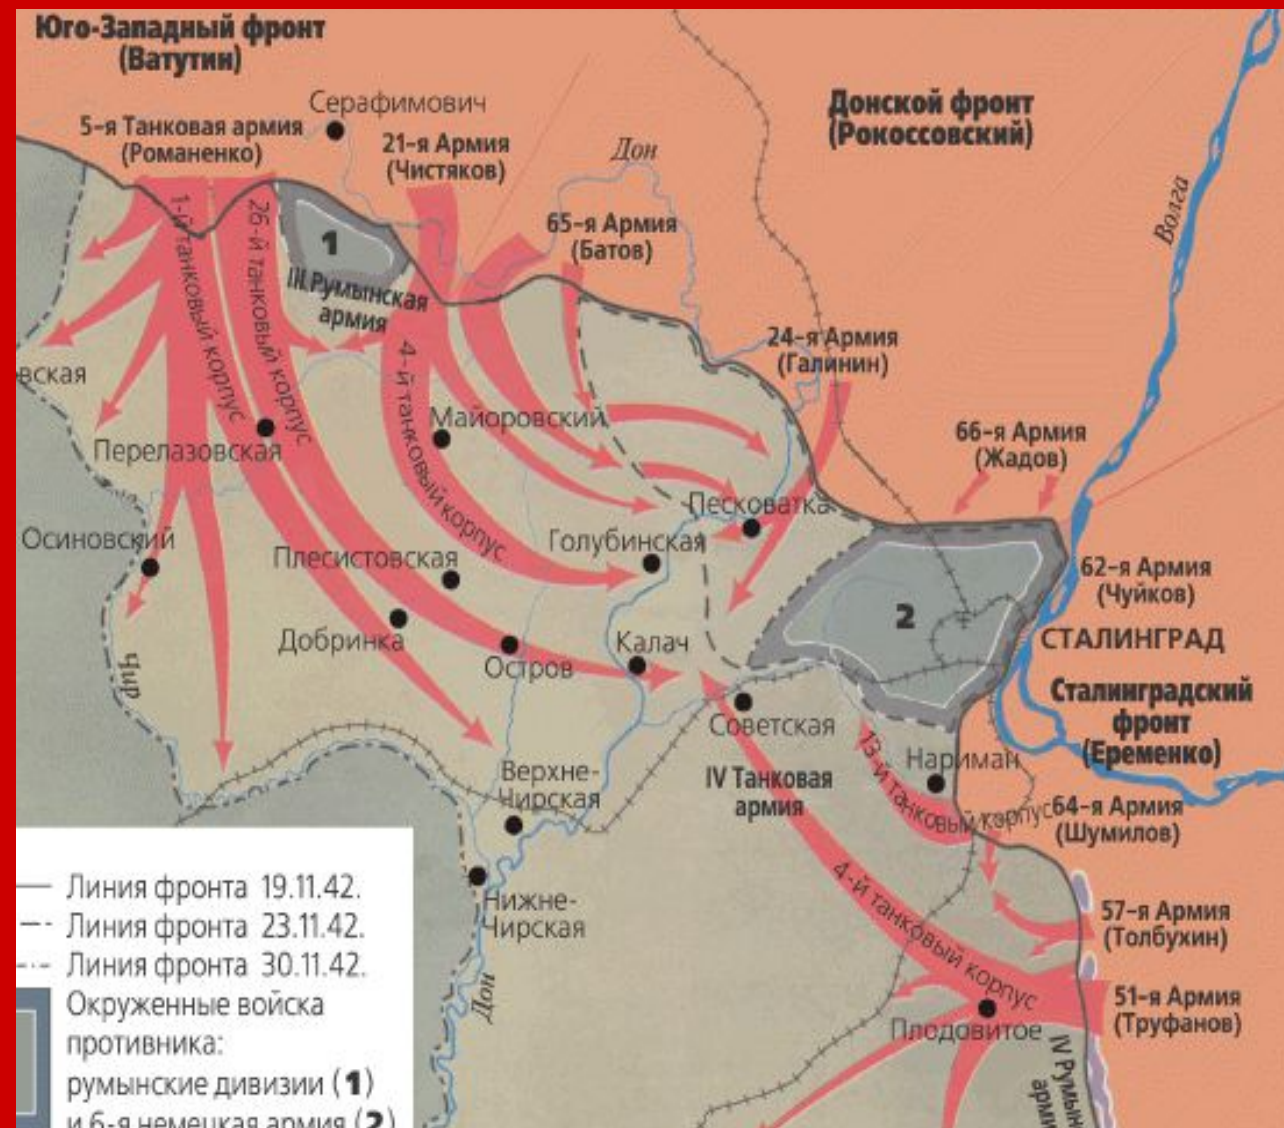 Юго-Западный фронт
(Ватутин)
Серафимович
5-я Танковая армия
(Романенко)
21-я Армия
(Чистяков)
Дон
Донской фронт
(Рокоссовский)
Волга
65-я Армия
(Батов)
1-й танковый корпус
26-й танковый корпус
1
III Румынская
армия
4-й танковый корпус
24-я Армия
(Галинин)
вская
Майоровский
Перелазовская
66-я Армия
(Жадов)
Песковатка
Осиновский
Плесистовская
Голубинская
62-я Армия
(Чуйков)
2
Добринка
Остров
Калач
СТАЛИНГРАД
Чир
Советская
Сталинградский
фронт
(Еременко)
13-й танковый корпус
Нариман
IV Танковая
армия
Верхне-
Чирская
64-я Армия
(Шумилов)
4-й танковый корпус
Нижне-
Чирская
57-я Армия
(Толбухин)
Дон
51-я Армия
(Труфанов)
Плодовитое
IV Румын
арми
Линия фронта 19.11.42.
Линия фронта 23.11.42.
Линия фронта 30.11.42.
Окруженные войска
противника:
румынские дивизии (1)
и 6-я немецкая армия (2)